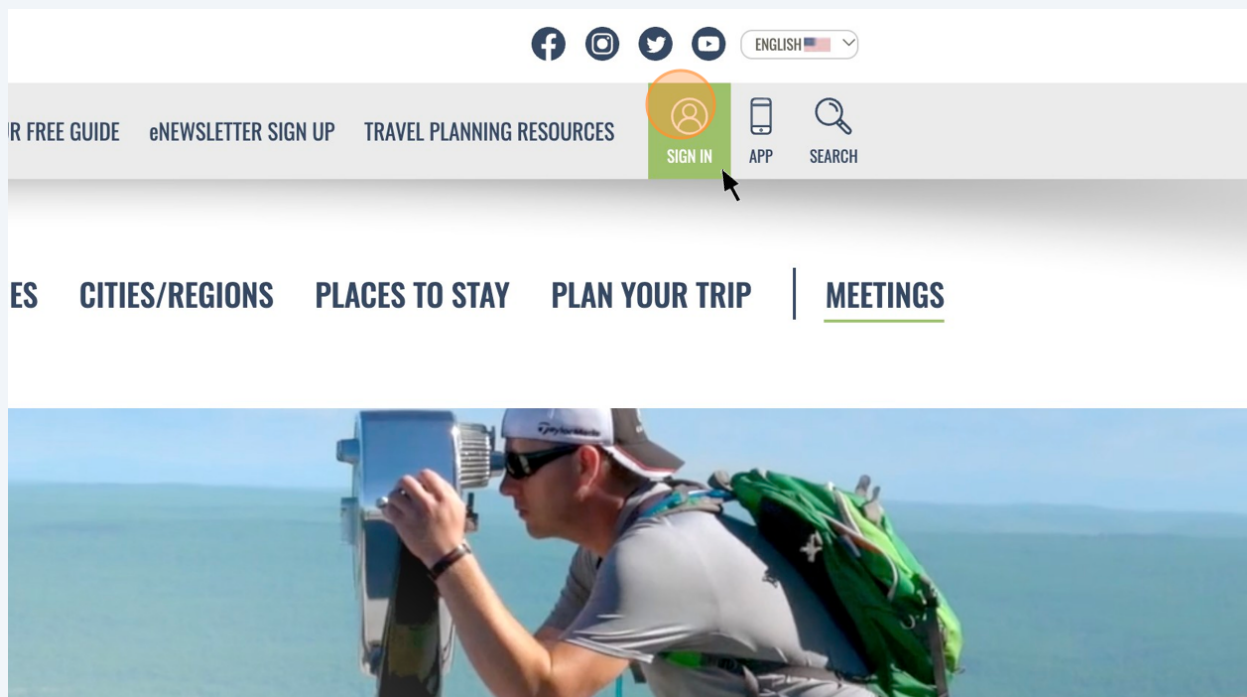 ENGLISH
R FREE GUIDE eNEWSLETTER SIGN UP TRAVEL PLANNING RESOURCES SIGN IN APP SEARCH
ES CITIES/REGIONS PLACES TO STAY PLAN YOUR TRIP MEETINGS
TaylorMade